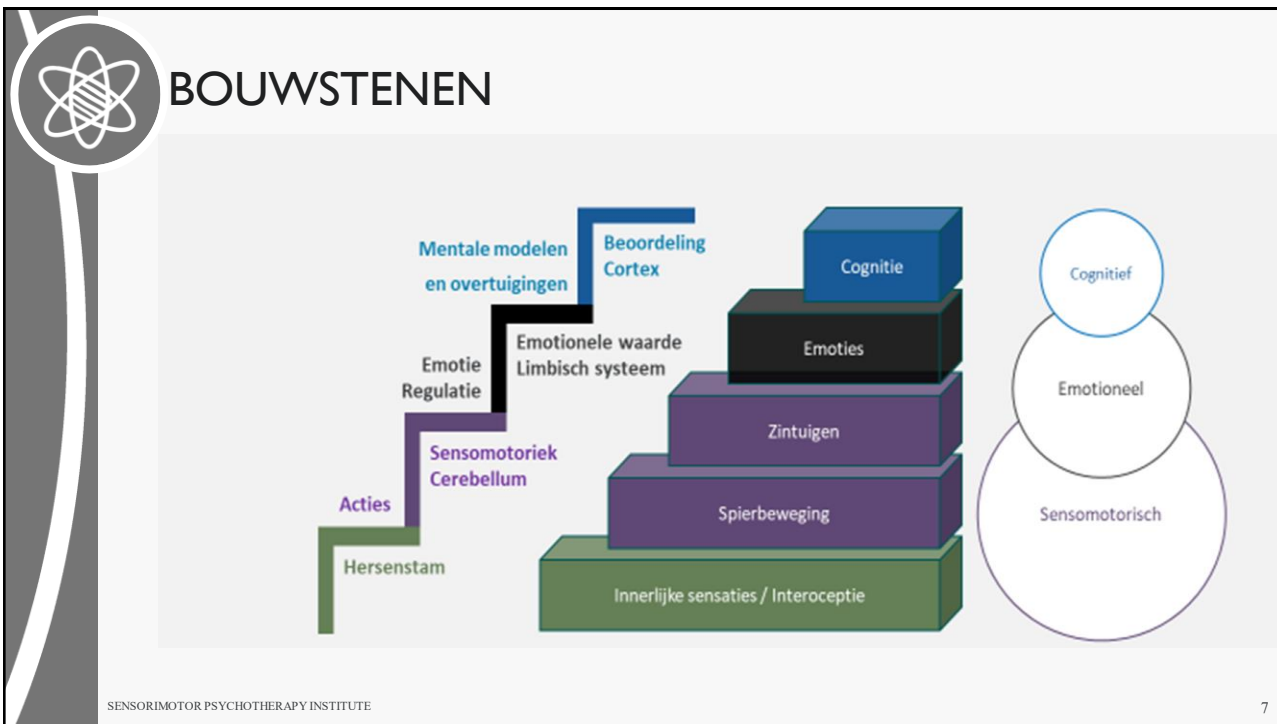 BOUWSTENEN
Mentale modelen
en overtuigingen
Beoordeling
Cortex
Emotie
Regulatie
Emotionele waarde
Limbisch systeem
Acties
Sensomotoriek
Cerebellum
Hersenstam
Cognitie
Emoties
Zintuigen
Spierbeweging
Innerlijke sensaties / Interoceptie
Cognitief
Emotioneel
Sensomotorisch
SENSORIMOTOR PSYCHOTHERAPY INSTITUTE
7